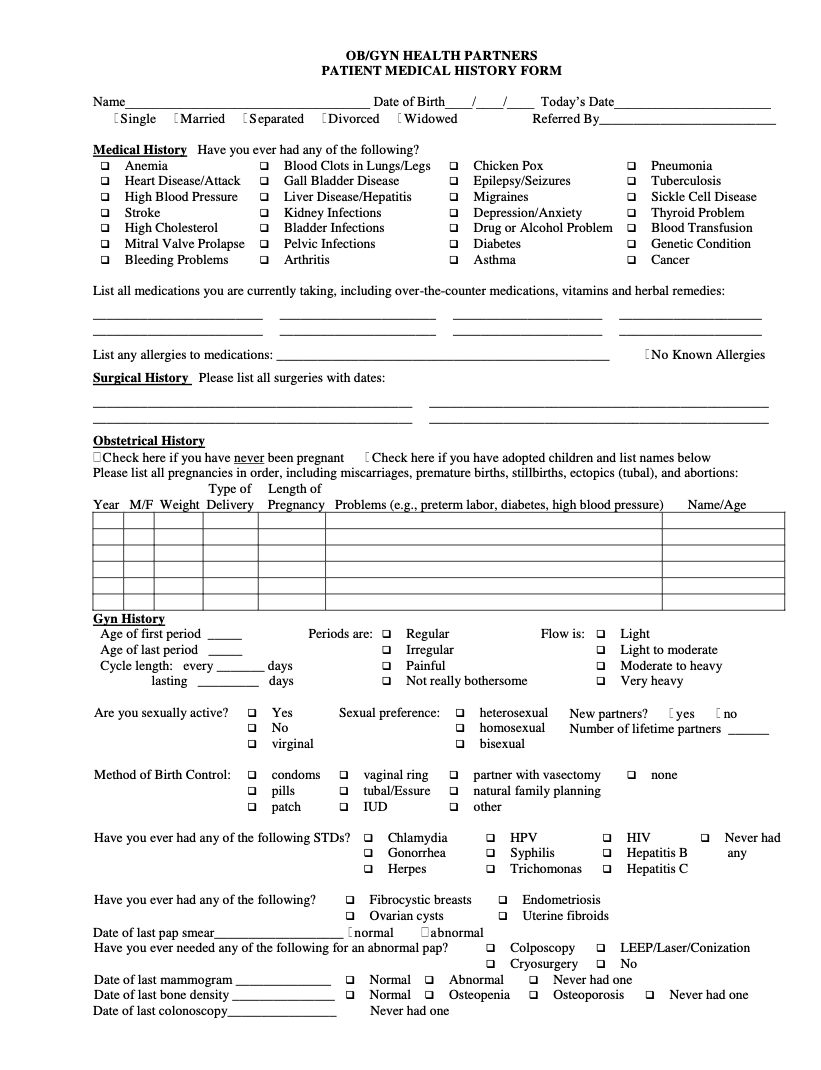 OB/GYN HEALTH PARTNERS
PATIENT MEDICAL HISTORY FORM
Name____________________ Date of Birth____/____/____ Today's Date____________________
Single Married Separated Divorced Widowed Referred By____________________
Medical History Have you ever had any of the following?
❑ Anemia ❑ Blood Clots in Lungs/Legs ❑ Chicken Pox ❑ Pneumonia
❑ Heart Disease/Attack ❑ Gall Bladder Disease ❑ Epilepsy/Seizures ❑ Tuberculosis
❑ High Blood Pressure ❑ Liver Disease/Hepatitis ❑ Migraines ❑ Sickle Cell Disease
❑ Stroke ❑ Kidney Infections ❑ Depression/Anxiety ❑ Thyroid Problem
❑ High Cholesterol ❑ Bladder Infections ❑ Drug or Alcohol Problem ❑ Blood Transfusion
❑ Mitral Valve Prolapse ❑ Pelvic Infections ❑ Diabetes ❑ Genetic Condition
❑ Bleeding Problems ❑ Arthritis ❑ Asthma ❑ Cancer
List all medications you are currently taking, including over-the-counter medications, vitamins and herbal remedies:
List any allergies to medications: ____________________ No Known Allergies
Surgical History Please list all surgeries with dates:
Obstetrical History
Check here if you have never been pregnant Check here if you have adopted children and list names below
Please list all pregnancies in order, including miscarriages, premature births, stillbirths, ectopics (tubal), and abortions:
Type of Length of
Year M/F Weight Delivery Pregnancy Problems (e.g., preterm labor, diabetes, high blood pressure) Name/Age
Gyn History
Age of first period _____ Periods are: ❑ Regular Flow is: ❑ Light
Age of last period _____ ❑ Irregular ❑ Light to moderate
Cycle length: every _______ days ❑ Painful ❑ Moderate to heavy
lasting _________ days ❑ Not really bothersome ❑ Very heavy
Are you sexually active? ❑ Yes Sexual preference: ❑ heterosexual New partners? yes no
❑ No ❑ homosexual Number of lifetime partners ______
❑ virginal ❑ bisexual
Method of Birth Control: ❑ condoms ❑ vaginal ring ❑ partner with vasectomy ❑ none
❑ pills ❑ tubal/Essure ❑ natural family planning
❑ patch ❑ IUD ❑ other
Have you ever had any of the following STDs? ❑ Chlamydia ❑ HPV ❑ HIV ❑ Never had
❑ Gonorrhea ❑ Syphilis ❑ Hepatitis B any
❑ Herpes ❑ Trichomonas ❑ Hepatitis C
Have you ever had any of the following? ❑ Fibrocystic breasts ❑ Endometriosis
❑ Ovarian cysts ❑ Uterine fibroids
Date of last pap smear___________________ normal abnormal
Have you ever needed any of the following for an abnormal pap? ❑ Colposcopy ❑ LEEP/Laser/Conization
❑ Cryosurgery ❑ No
Date of last mammogram ______________ ❑ Normal ❑ Abnormal ❑ Never had one
Date of last bone density _______________ ❑ Normal ❑ Osteopenia ❑ Osteoporosis ❑ Never had one
Date of last colonoscopy________________ Never had one